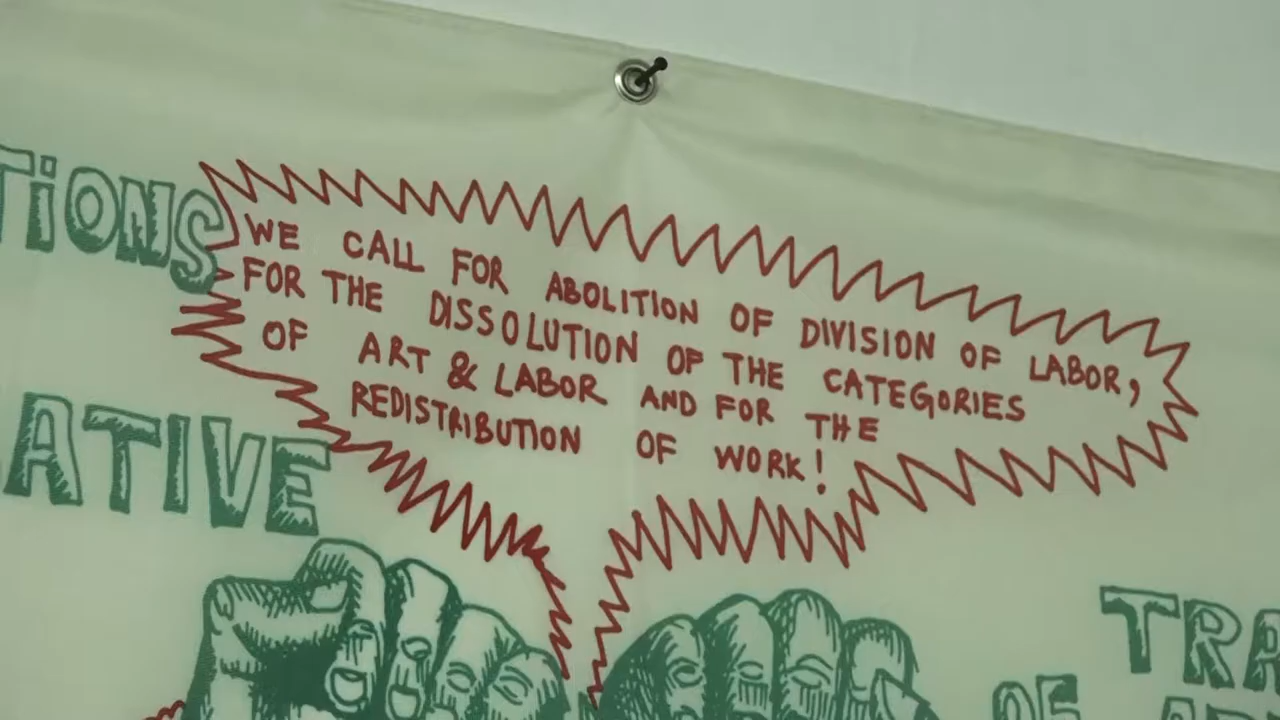 WE CALL FOR ABOLITION OF DIVISION OF LABOR,
FOR THE DISSOLUTION OF THE CATEGORIES
OF ART & LABOR AND FOR THE
REDISTRIBUTION OF WORK!
TiONS
ATIVE
TRA
OF